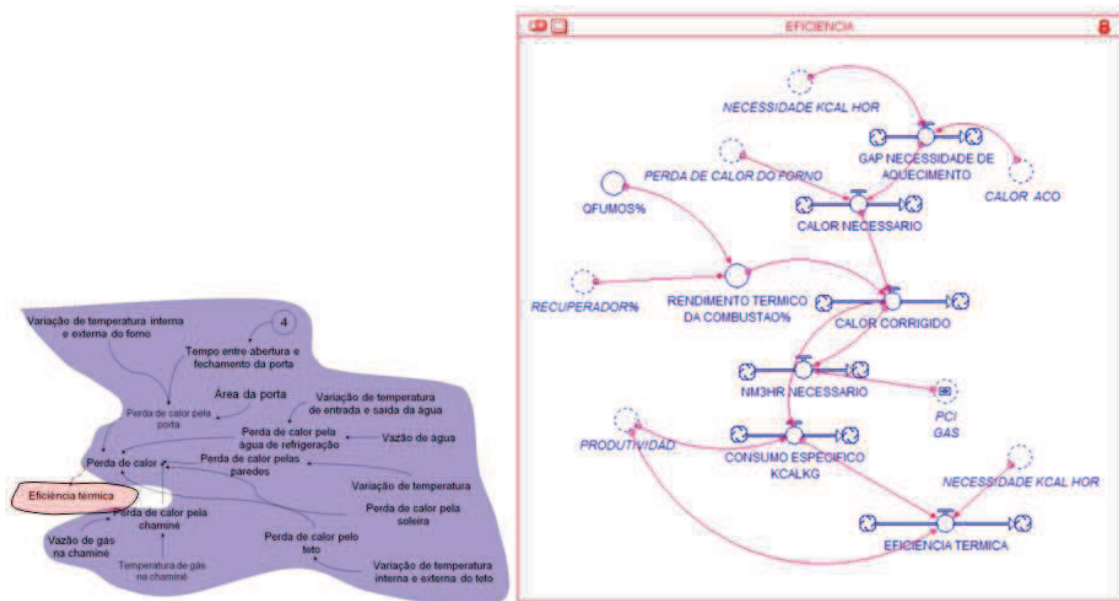 Variação de temperatura interna
e externa do forno
4
Tempo entre abertura e
fechamento da porta
Área da porta
Perda de calor pela
porta
Variação de temperatura
de entrada e saída da água
Perda de calor pela
água de refrigeração
Vazão de água
Perda de calor
Perda de calor pelas
paredes
Eficiência térmica
Variação de temperatura
Perda de calor pela
soleira
Perda de calor pela
chaminé
Vazão de gás
na chaminé
Perda de calor pelo
teto
Temperatura de gás
na chaminé
Variação de temperatura
interna e externa do teto
EFICIENCIA
NECESSIDADE KCAL HOR
GAP NECESSIDADE DE
AQUECIMENTO
PERDA DE CALOR DO FORNO
CALOR ACO
QFUMOS%
CALOR NECESSARIO
RECUPERADOR%
RENDIMENTO TERMICO
DA COMBUSTAO%
CALOR CORRIGIDO
NM3HR NECESSARIO
PCI
GAS
PRODUTIVIDAD
CONSUMO ESPECIFICO
KCALKG
NECESSIDADE KCAL HOR
EFICIENCIA TERMICA